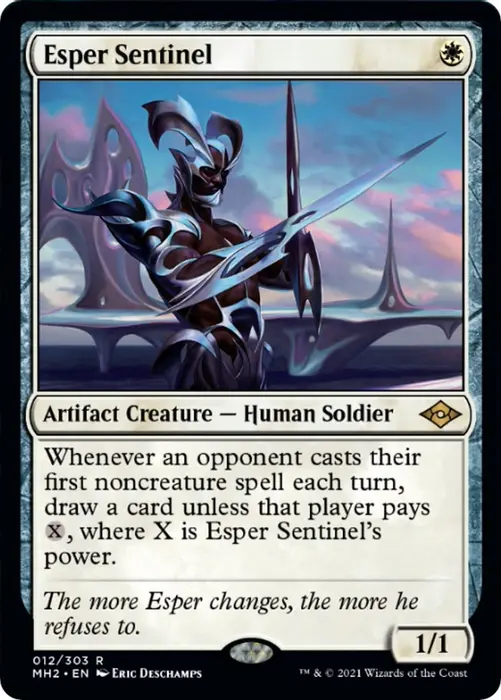 Esper Sentinel
Artifact Creature — Human Soldier
Whenever an opponent casts their
first noncreature spell each turn,
draw a card unless that player pays
X, where X is Esper Sentinel's
power.
The more Esper changes, the more he
refuses to.
1/1
012/303 R
MH2 • EN Eric Deschamps
™ & © 2021 Wizards of the Coast